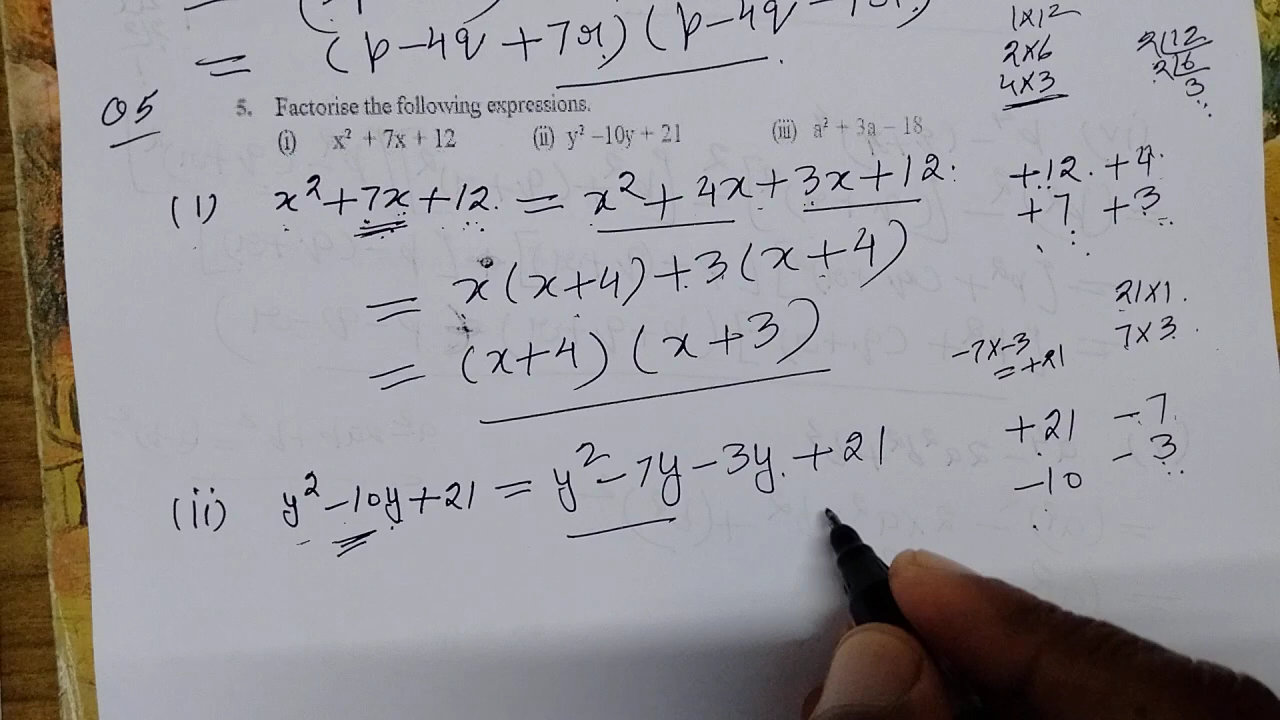 = (p-4q+7r)(p-4q-7r).
1×12
2×6
4×3
2|12
2|6
3
Q5
5. Factorise the following expressions.
(i) x² + 7x + 12 (ii) y² –10y + 21 (iii) a² + 3a – 18
(i) x²+7x+12. = x²+4x+3x+12.
+12. +4.
+7 +3
= x(x+4)+3(x+4)
= (x+4)(x+3)
21×1.
7×3.
-7×-3
= +21
(ii) y²-10y+21 = y²-7y-3y.+21
+21 -7.
-10 -3